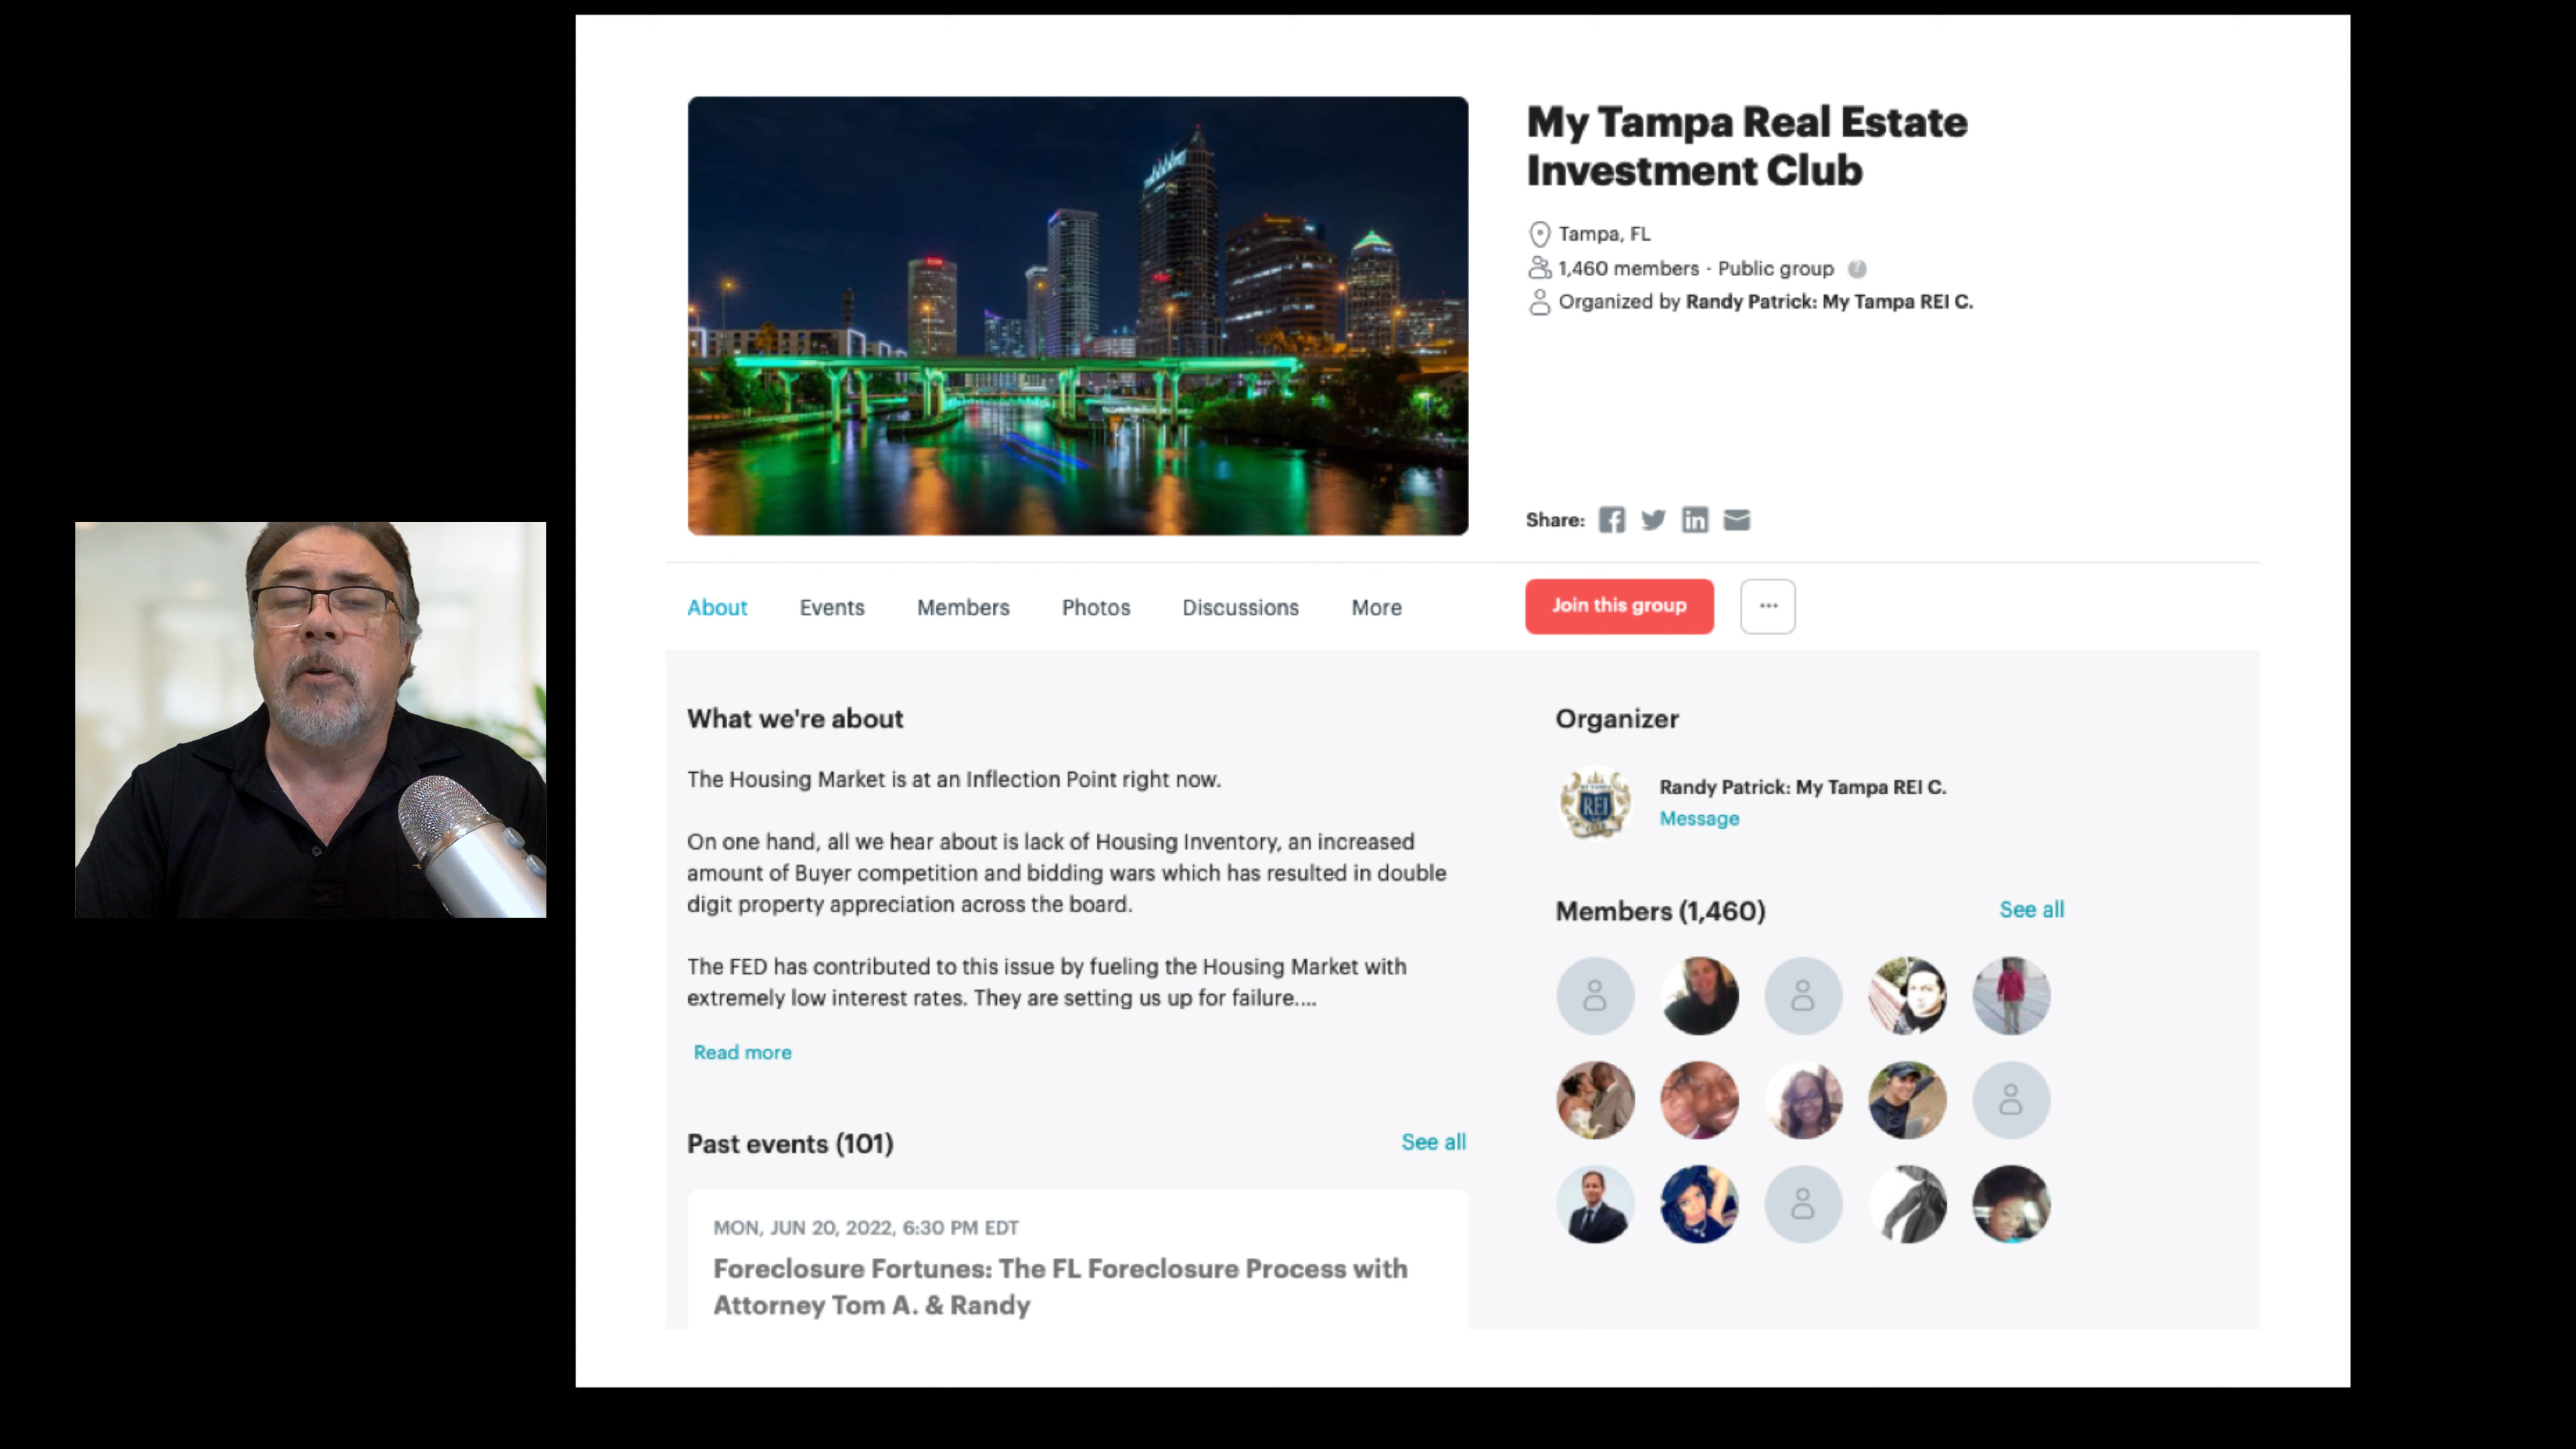 My Tampa Real Estate
Investment Club
Tampa, FL
1,460 members · Public group ?
Organized by Randy Patrick: My Tampa REI C.
Share:
About Events Members Photos Discussions More
Join this group
What we're about
The Housing Market is at an Inflection Point right now.
On one hand, all we hear about is lack of Housing Inventory, an increased
amount of Buyer competition and bidding wars which has resulted in double
digit property appreciation across the board.
The FED has contributed to this issue by fueling the Housing Market with
extremely low interest rates. They are setting us up for failure....
Read more
Past events (101)
See all
MON, JUN 20, 2022, 6:30 PM EDT
Foreclosure Fortunes: The FL Foreclosure Process with
Attorney Tom A. & Randy
Organizer
REI
Randy Patrick: My Tampa REI C.
Message
Members (1,460)
See all